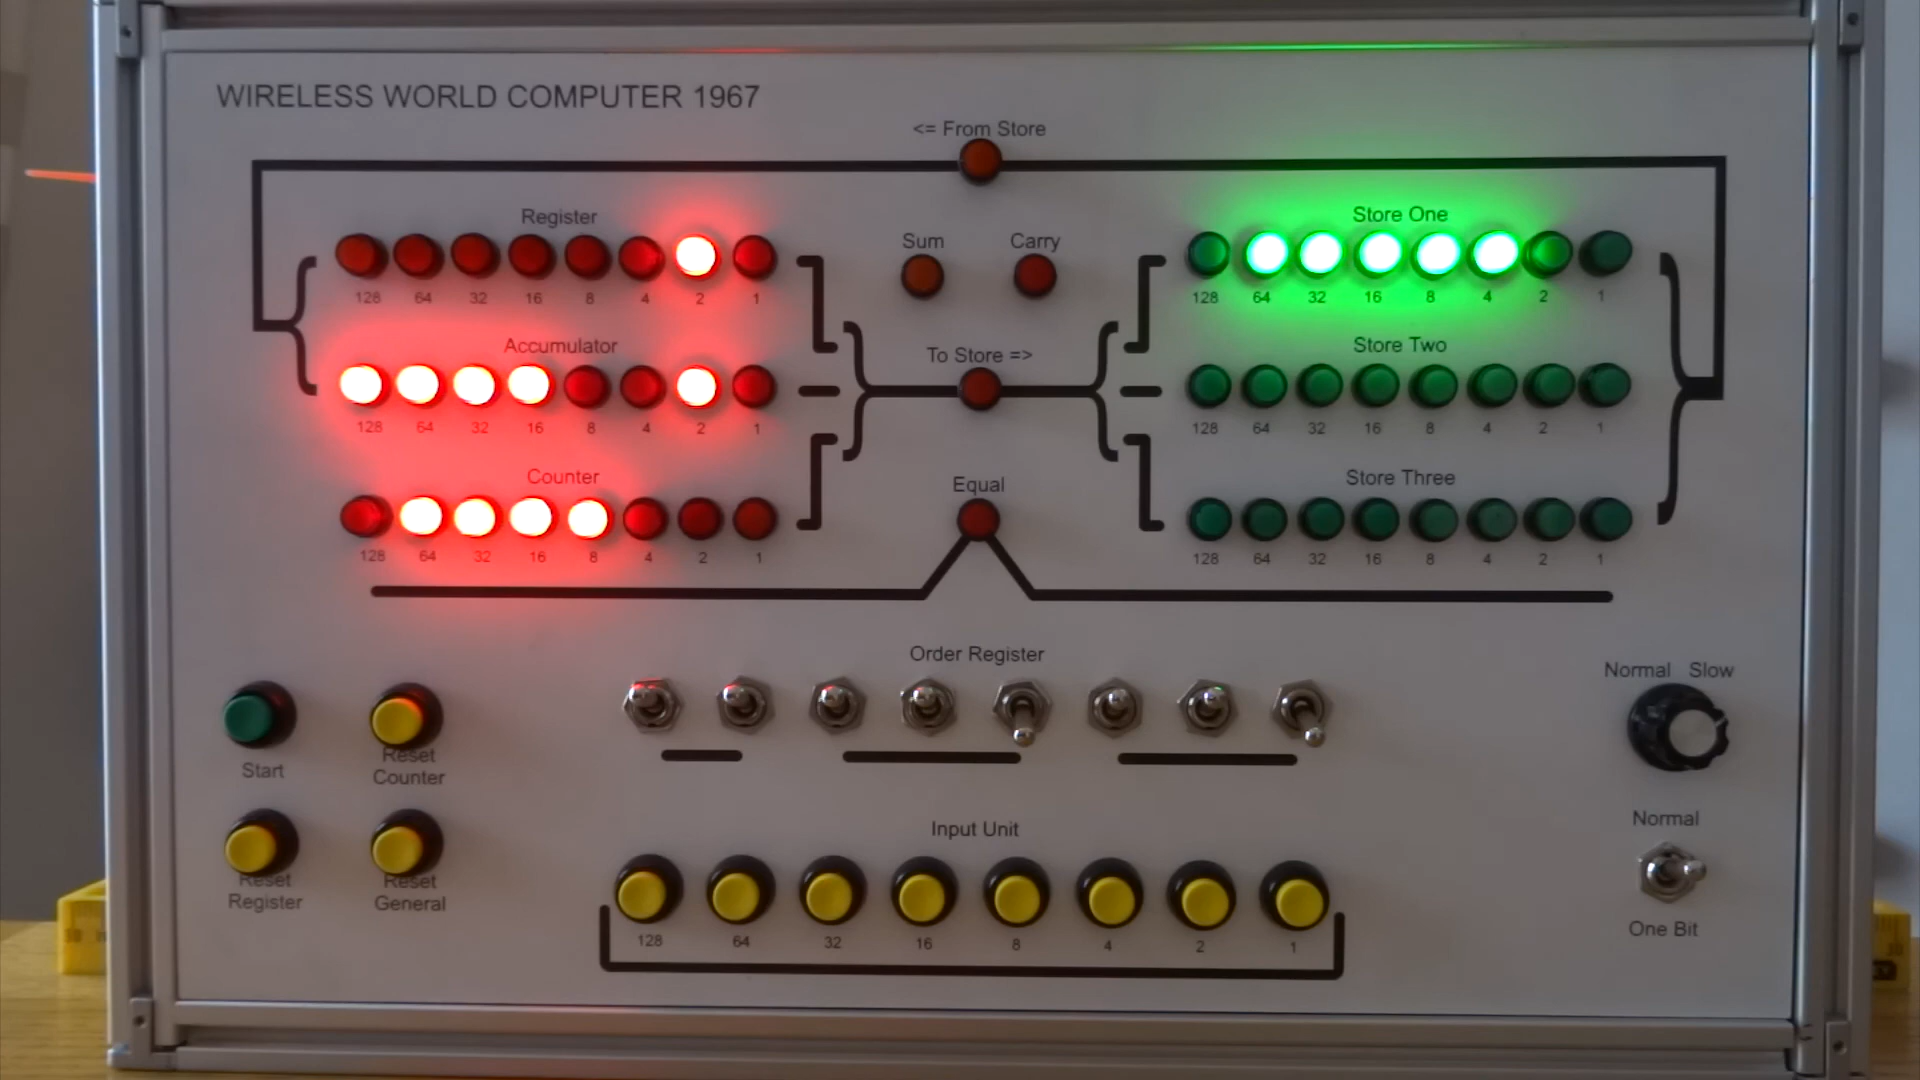 WIRELESS WORLD COMPUTER 1967
<= From Store
Register
Sum
Carry
Store One
128 64 32 16 8 4 2 1
128 64 32 16 8 4 2 1
Accumulator
To Store =>
Store Two
128 64 32 16 8 4 2 1
128 64 32 16 8 4 2 1
Counter
Equal
Store Three
128 64 32 16 8 4 2 1
128 64 32 16 8 4 2 1
Order Register
Normal Slow
Start
Reset
Counter
Reset
Register
Reset
General
Input Unit
128 64 32 16 8 4 2 1
Normal
One Bit